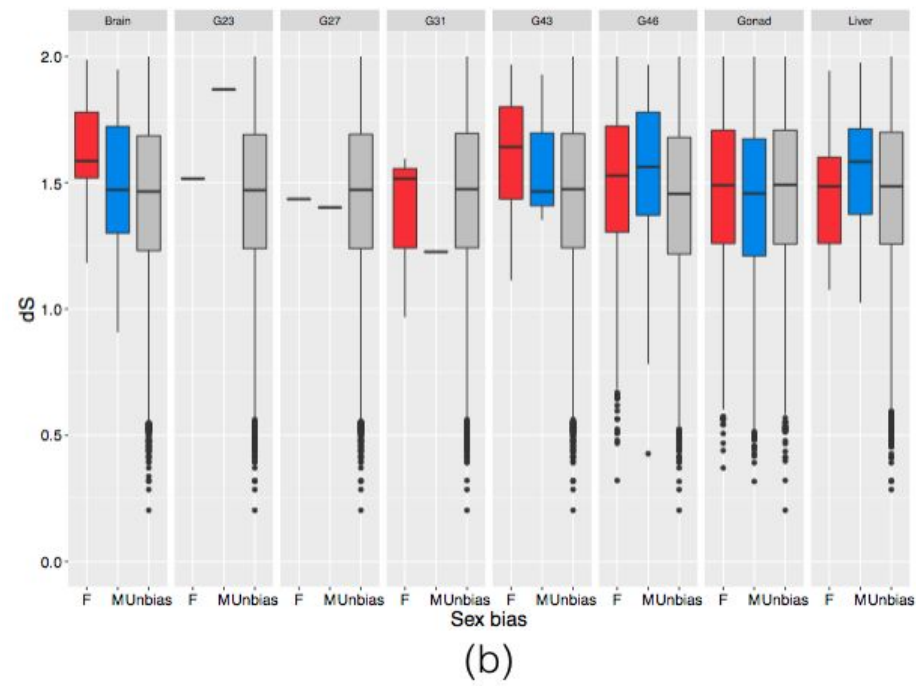 Brain G23 G27 G31 G43 G46 Gonad Liver
2.0
1.5
1.0
0.5
0.0
dS
F M Unbias F M Unbias F M Unbias F M Unbias F M Unbias F M Unbias F M Unbias F M Unbias
Sex bias
(b)